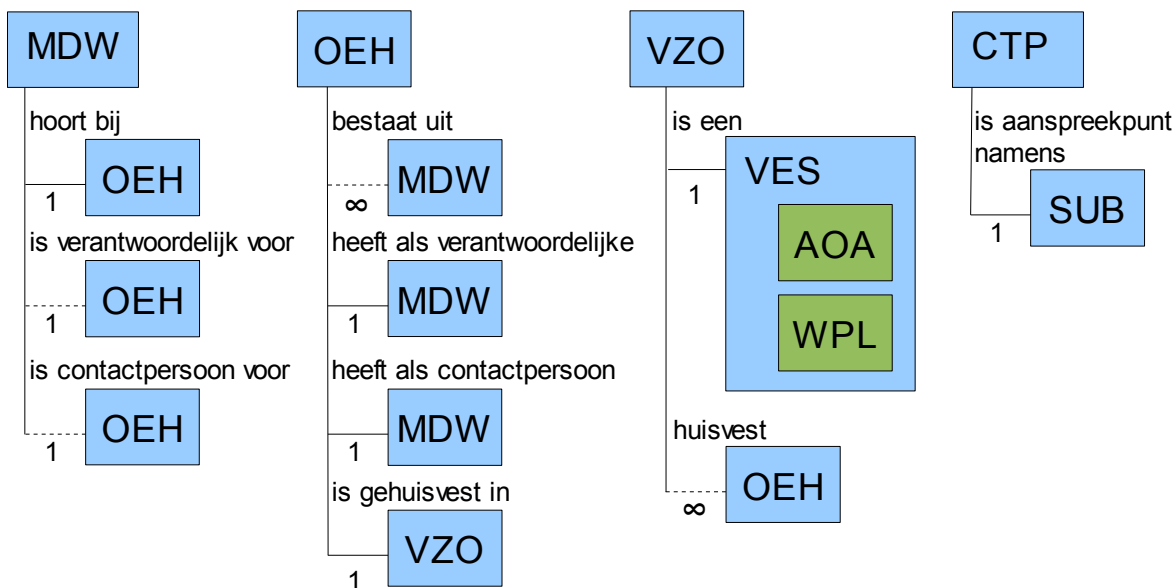 MDW
hoort bij
OEH
1
is verantwoordelijk voor
OEH
1
is contactpersoon voor
OEH
1
OEH
bestaat uit
MDW
∞
heeft als verantwoordelijke
MDW
1
heeft als contactpersoon
MDW
1
is gehuisvest in
VZO
1
VZO
is een
VES
1
AOA
WPL
huisvest
OEH
∞
CTP
is aanspreekpunt
namens
SUB
1